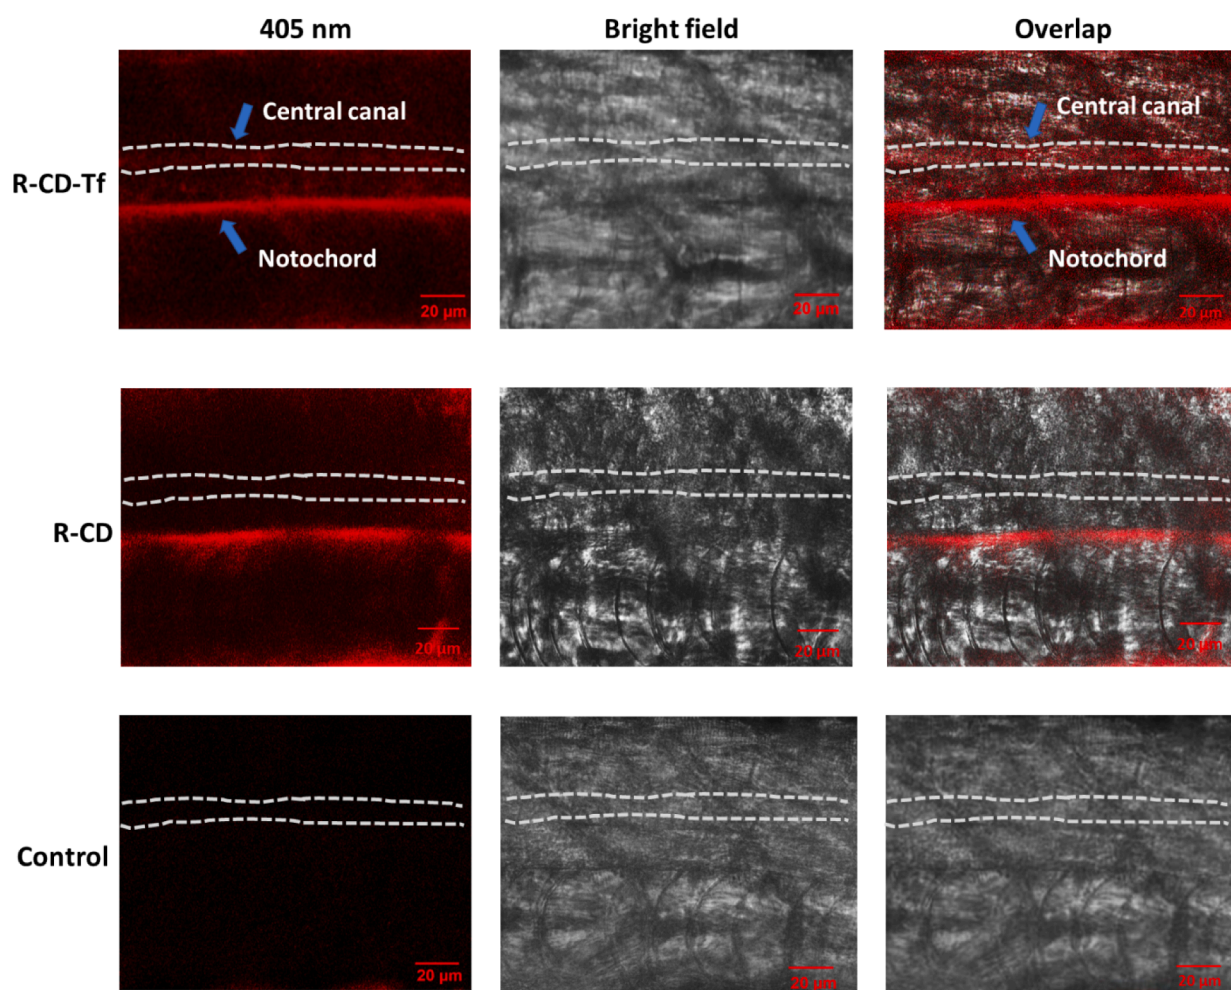 405 nm
Bright field
Overlap
R-CD-Tf
Central canal
Notochord
20 µm
20 µm
Central canal
Notochord
20 µm
R-CD
20 µm
20 µm
20 µm
Control
20 µm
20 µm
20 µm